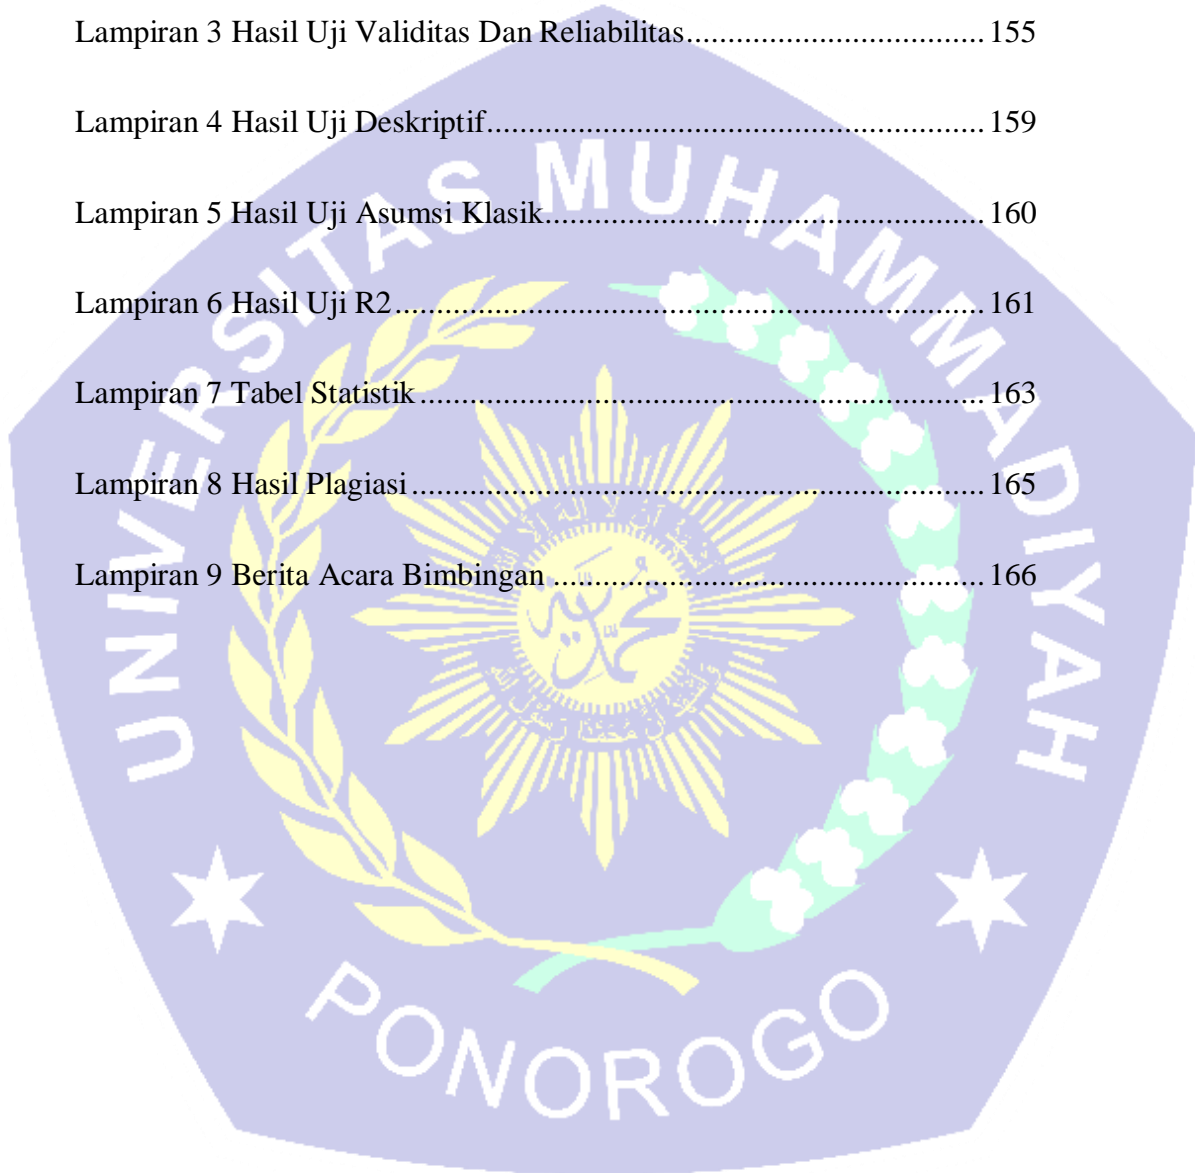 Lampiran 3 Hasil Uji Validitas Dan Reliabilitas.................................... 155
Lampiran 4 Hasil Uji Deskriptif............................................................ 159
Lampiran 5 Hasil Uji Asumsi Klasik..................................................... 160
Lampiran 6 Hasil Uji R2....................................................................... 161
Lampiran 7 Tabel Statistik.................................................................... 163
Lampiran 8 Hasil Plagiasi..................................................................... 165
Lampiran 9 Berita Acara Bimbingan.................................................... 166
UNIVERSITAS MUHAMMADIYAH
محمدية
PONOROGO